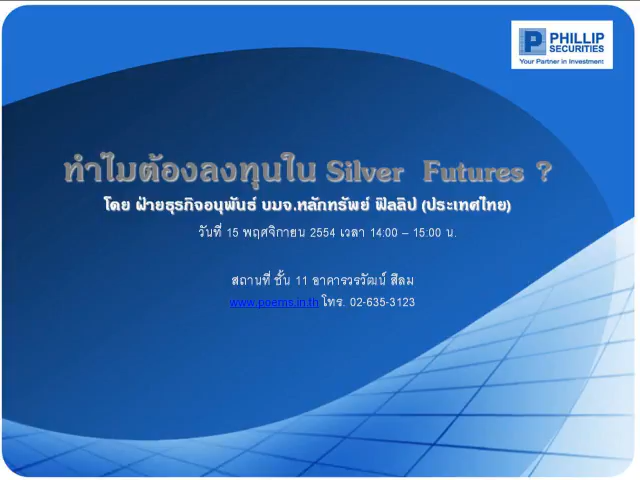 PHILLIP
SECURITIES
Your Partner in Investment
ทำไมต้องลงทุนใน Silver Futures ?
โดย ฝ่ายธุรกิจอนุพันธ์ บมจ.หลักทรัพย์ ฟิลลิป (ประเทศไทย)
วันที่ 15 พฤศจิกายน 2554 เวลา 14:00 – 15:00 น.
สถานที่ ชั้น 11 อาคารวรวัฒน์ สีลม
www.poems.in.th โทร. 02-635-3123